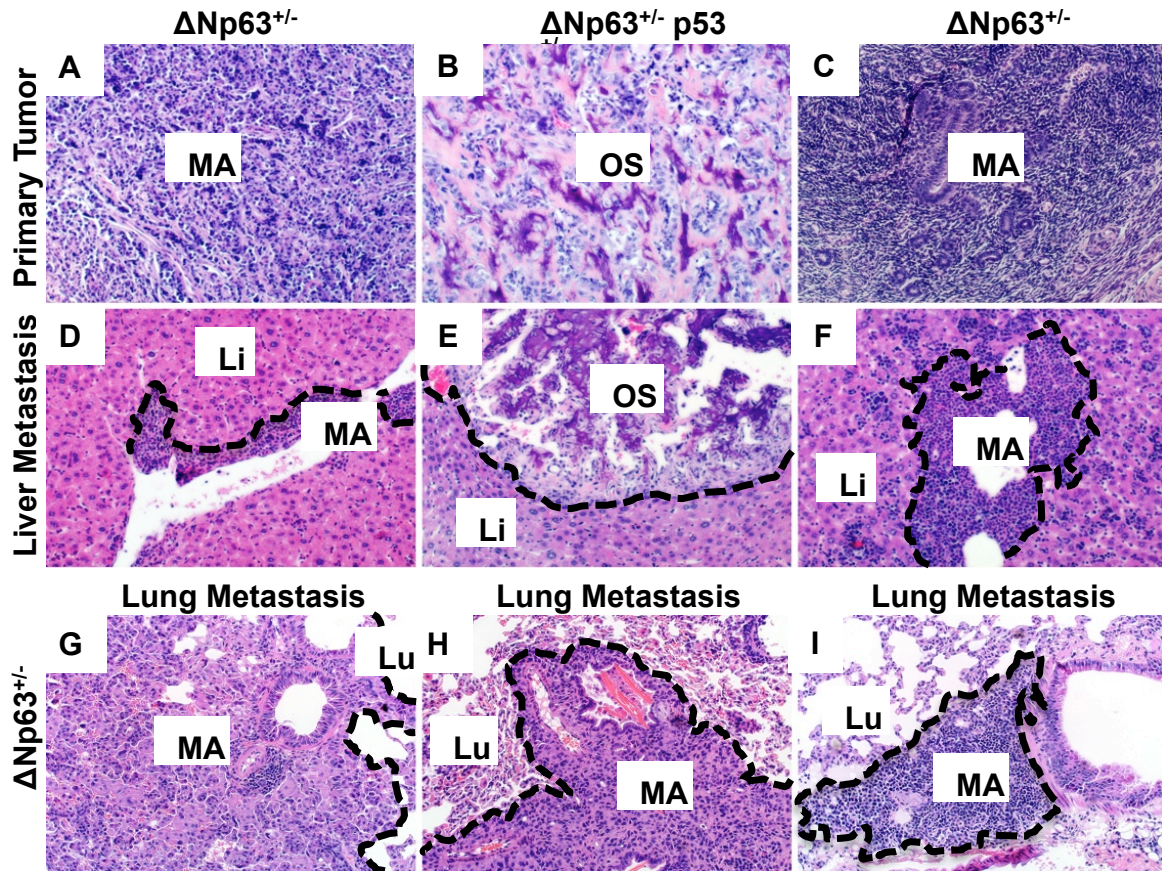 ΔNp63+/-
ΔNp63+/- p53
+/-
ΔNp63+/-
Primary Tumor
A
MA
B
OS
C
MA
Liver Metastasis
D
Li
MA
E
OS
Li
F
MA
Li
Lung Metastasis
Lung Metastasis
Lung Metastasis
ΔNp63+/-
G
Lu
MA
H
Lu
MA
I
Lu
MA